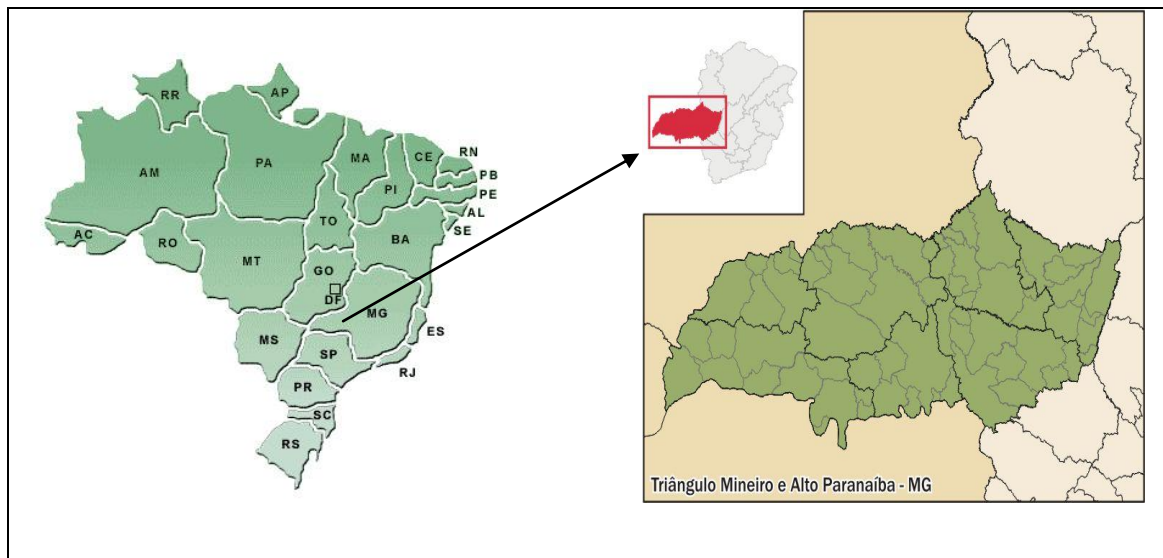 RR
AP
AM
PA
MA
CE
RN
PB
PI
PE
AL
SE
AC
RO
TO
BA
MT
GO
DF
MG
ES
MS
SP
RJ
PR
SC
RS
Triângulo Mineiro e Alto Paranaíba - MG